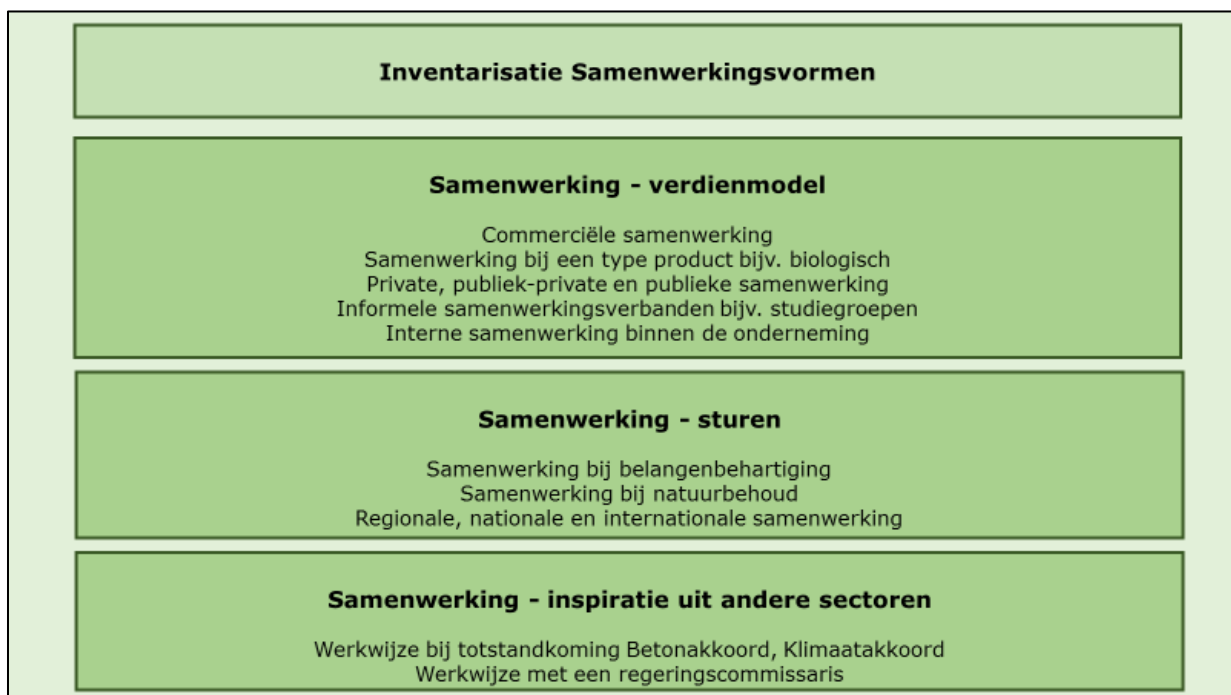 Inventarisatie Samenwerkingsvormen
Samenwerking - verdienmodel
Commerciële samenwerking
Samenwerking bij een type product bijv. biologisch
Private, publiek-private en publieke samenwerking
Informele samenwerkingsverbanden bijv. studiegroepen
Interne samenwerking binnen de onderneming
Samenwerking - sturen
Samenwerking bij belangenbehartiging
Samenwerking bij natuurbehoud
Regionale, nationale en internationale samenwerking
Samenwerking - inspiratie uit andere sectoren
Werkwijze bij totstandkoming Betonakkoord, Klimaatakkoord
Werkwijze met een regeringscommissaris